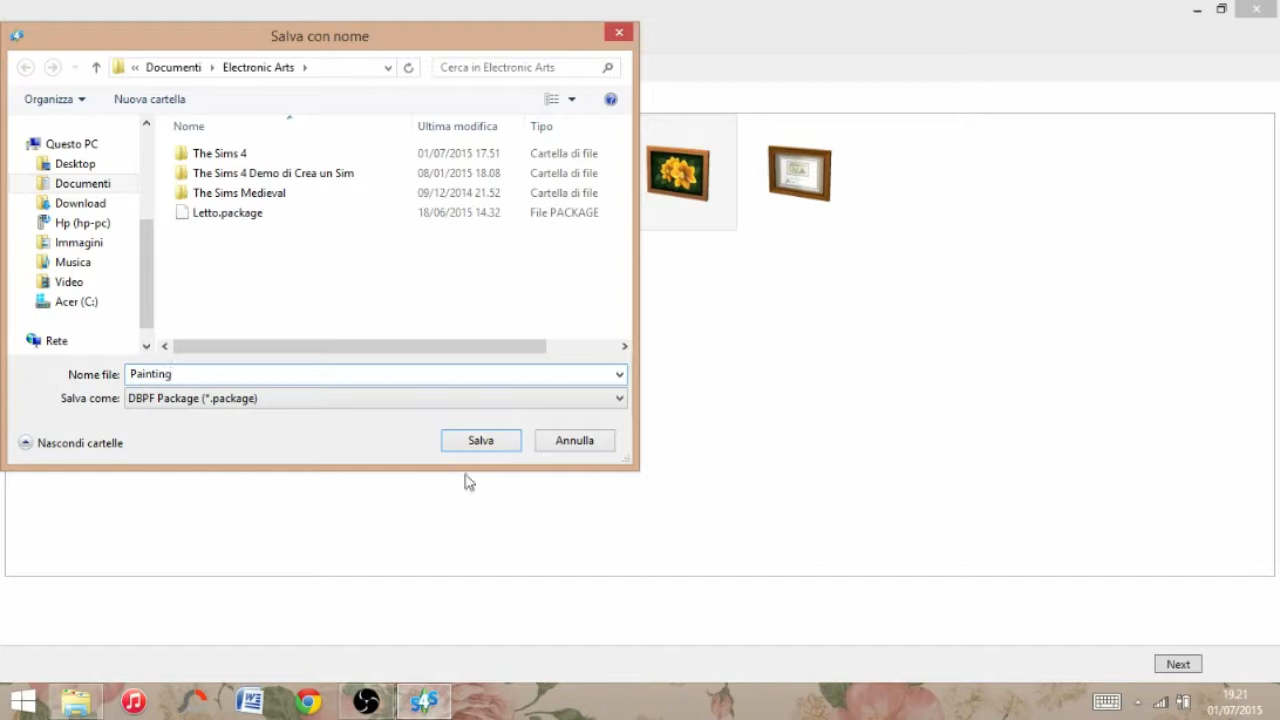 Salva con nome
« Documenti Electronic Arts
Cerca in Electronic Arts
Organizza Nuova cartella
Nome Ultima modifica Tipo
Questo PC
Desktop
Documenti
Download
Hp (hp-pc)
Immagini
Musica
Video
Acer (C:)
Rete
The Sims 4 01/07/2015 17.51 Cartella di file
The Sims 4 Demo di Crea un Sim 08/01/2015 18.08 Cartella di file
The Sims Medieval 09/12/2014 21.52 Cartella di file
Letto.package 18/06/2015 14.32 File PACKAGE
Nome file: Painting
Salva come: DBPF Package (*.package)
Nascondi cartelle
Salva Annulla
Next
19.21
01/07/2015